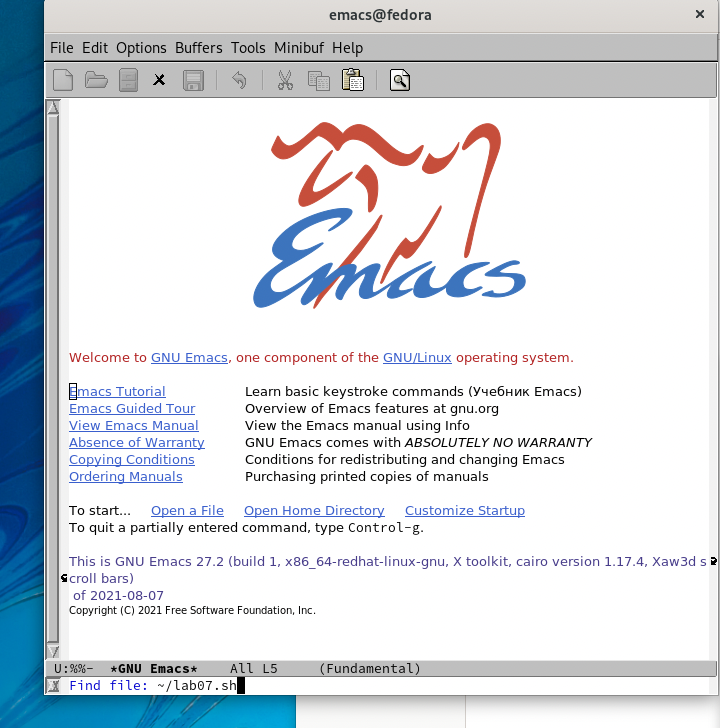 emacs@fedora
File Edit Options Buffers Tools Minibuf Help
Emacs
Welcome to GNU Emacs, one component of the GNU/Linux operating system.
Emacs Tutorial Learn basic keystroke commands (Учебник Emacs)
Emacs Guided Tour Overview of Emacs features at gnu.org
View Emacs Manual View the Emacs manual using Info
Absence of Warranty GNU Emacs comes with ABSOLUTELY NO WARRANTY
Copying Conditions Conditions for redistributing and changing Emacs
Ordering Manuals Purchasing printed copies of manuals
To start... Open a File Open Home Directory Customize Startup
To quit a partially entered command, type Control-g.
This is GNU Emacs 27.2 (build 1, x86_64-redhat-linux-gnu, X toolkit, cairo version 1.17.4, Xaw3d s
croll bars)
of 2021-08-07
Copyright (C) 2021 Free Software Foundation, Inc.
U:%%- *GNU Emacs* All L5 (Fundamental)
Find file: ~/lab07.sh